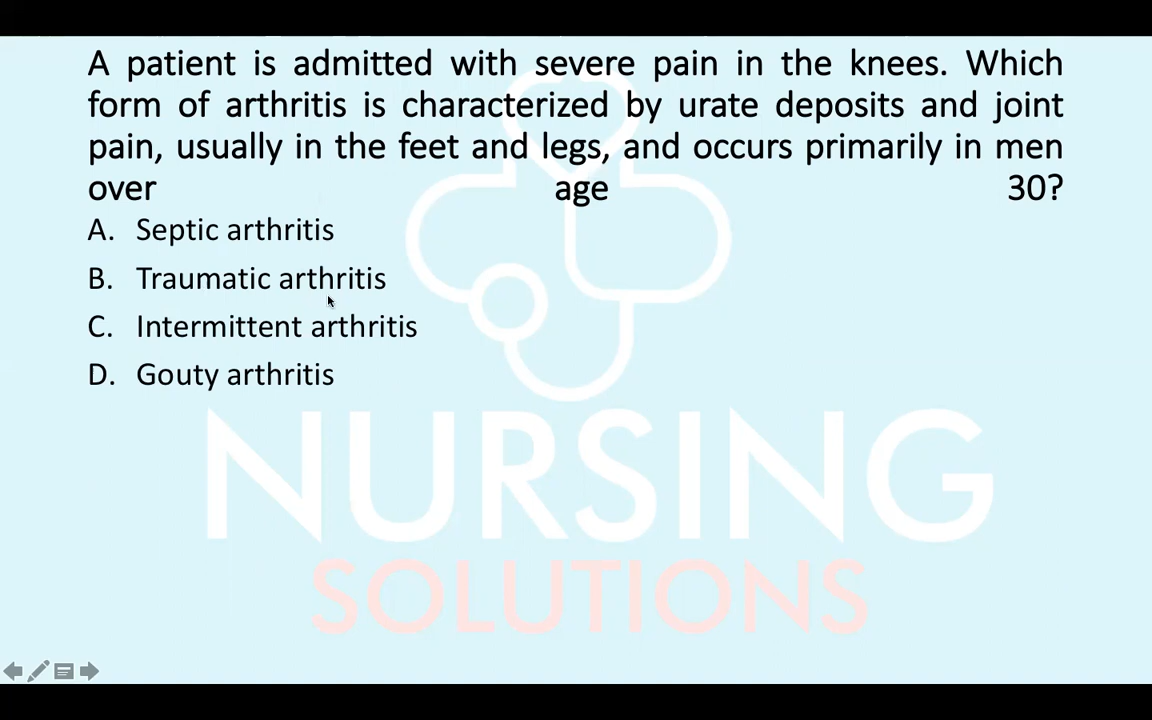 A patient is admitted with severe pain in the knees. Which
form of arthritis is characterized by urate deposits and joint
pain, usually in the feet and legs, and occurs primarily in men
over age 30?
A. Septic arthritis
B. Traumatic arthritis
C. Intermittent arthritis
D. Gouty arthritis
NURSING
SOLUTIONS